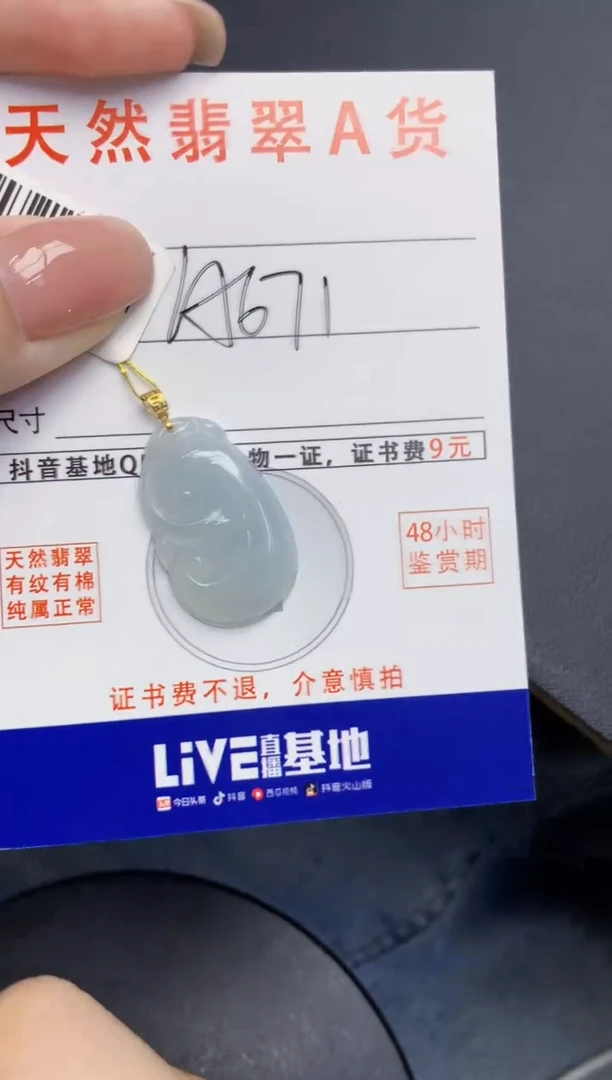 天然翡翠A货
KA671
尺寸
抖音基地Q
物一证，证书费9元
天然翡翠
有纹有棉
纯属正常
48小时
鉴赏期
证书费不退，介意慎拍
LiVE直播基地
今日头条 抖音 西瓜视频 抖音火山版